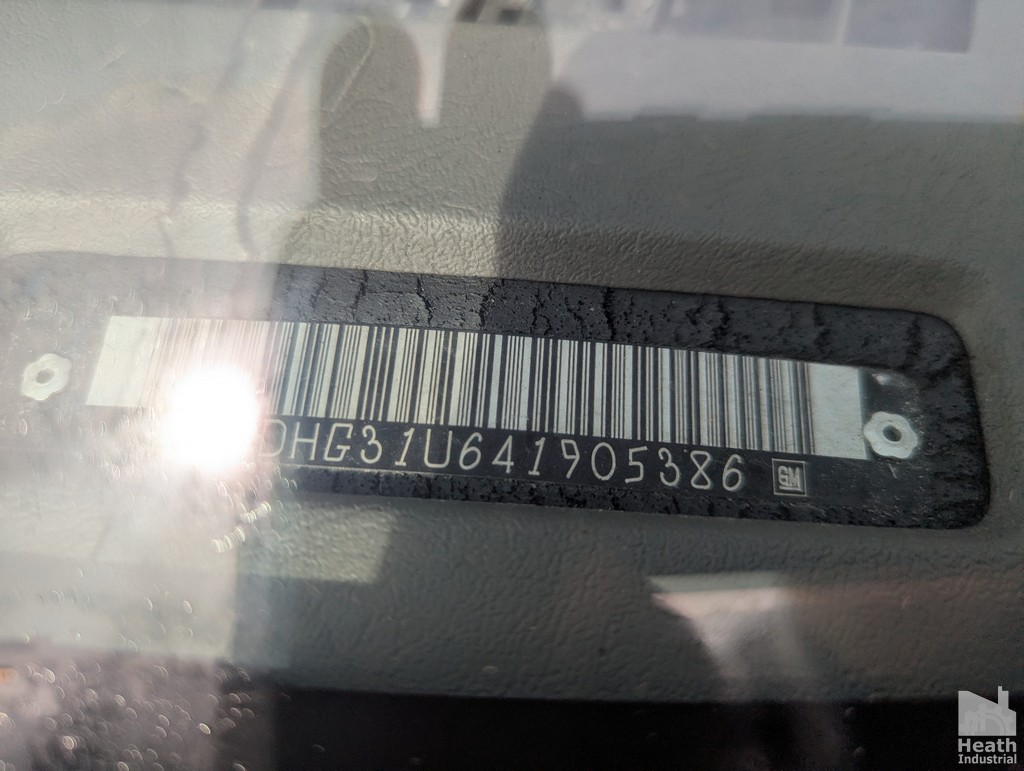 DHG31U641905386 GM
Heath
Industrial